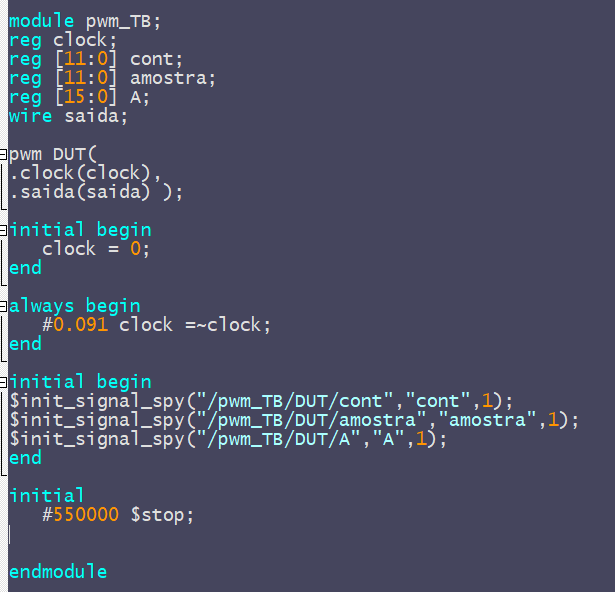 module pwm_TB;
reg clock;
reg [11:0] cont;
reg [11:0] amostra;
reg [15:0] A;
wire saida;
pwm DUT(
.clock(clock),
.saida(saida) );
initial begin
clock = 0;
end
always begin
#0.091 clock =~clock;
end
initial begin
$init_signal_spy("/pwm_TB/DUT/cont","cont",1);
$init_signal_spy("/pwm_TB/DUT/amostra","amostra",1);
$init_signal_spy("/pwm_TB/DUT/A","A",1);
end
initial
#550000 $stop;
endmodule